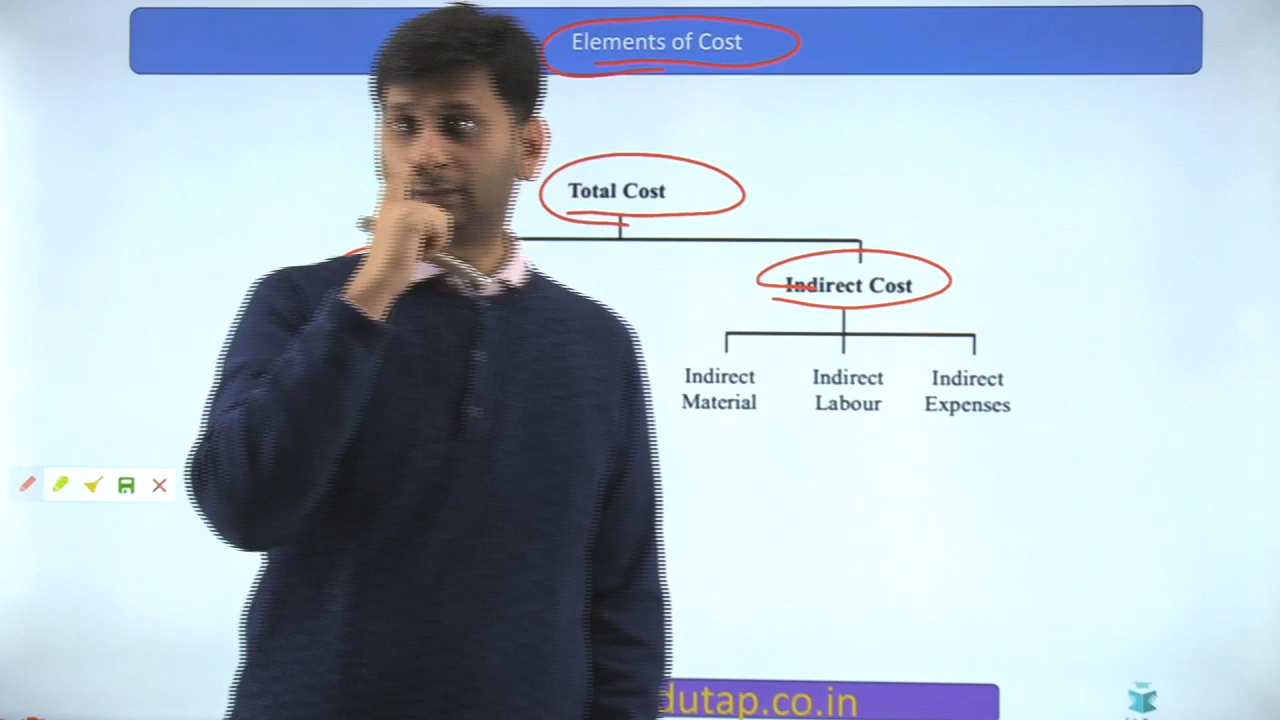 Elements of Cost
Total Cost
Indirect Cost
Indirect Material
Indirect Labour
Indirect Expenses
dutap.co.in